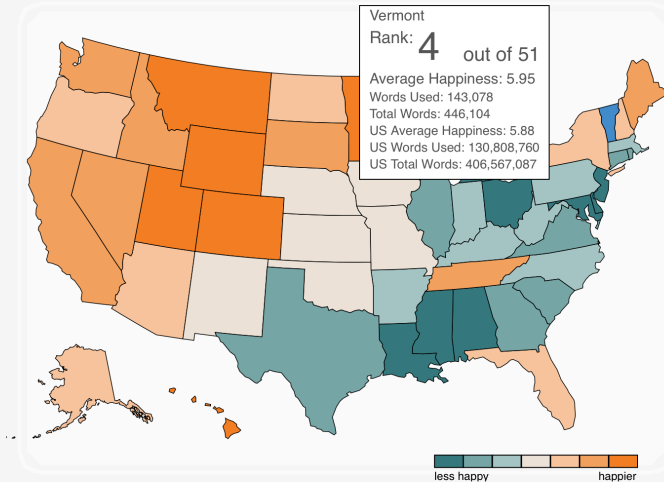 Vermont
Rank: 4 out of 51
Average Happiness: 5.95
Words Used: 143,078
Total Words: 446,104
US Average Happiness: 5.88
US Words Used: 130,808,760
US Total Words: 406,567,087
less happy happier